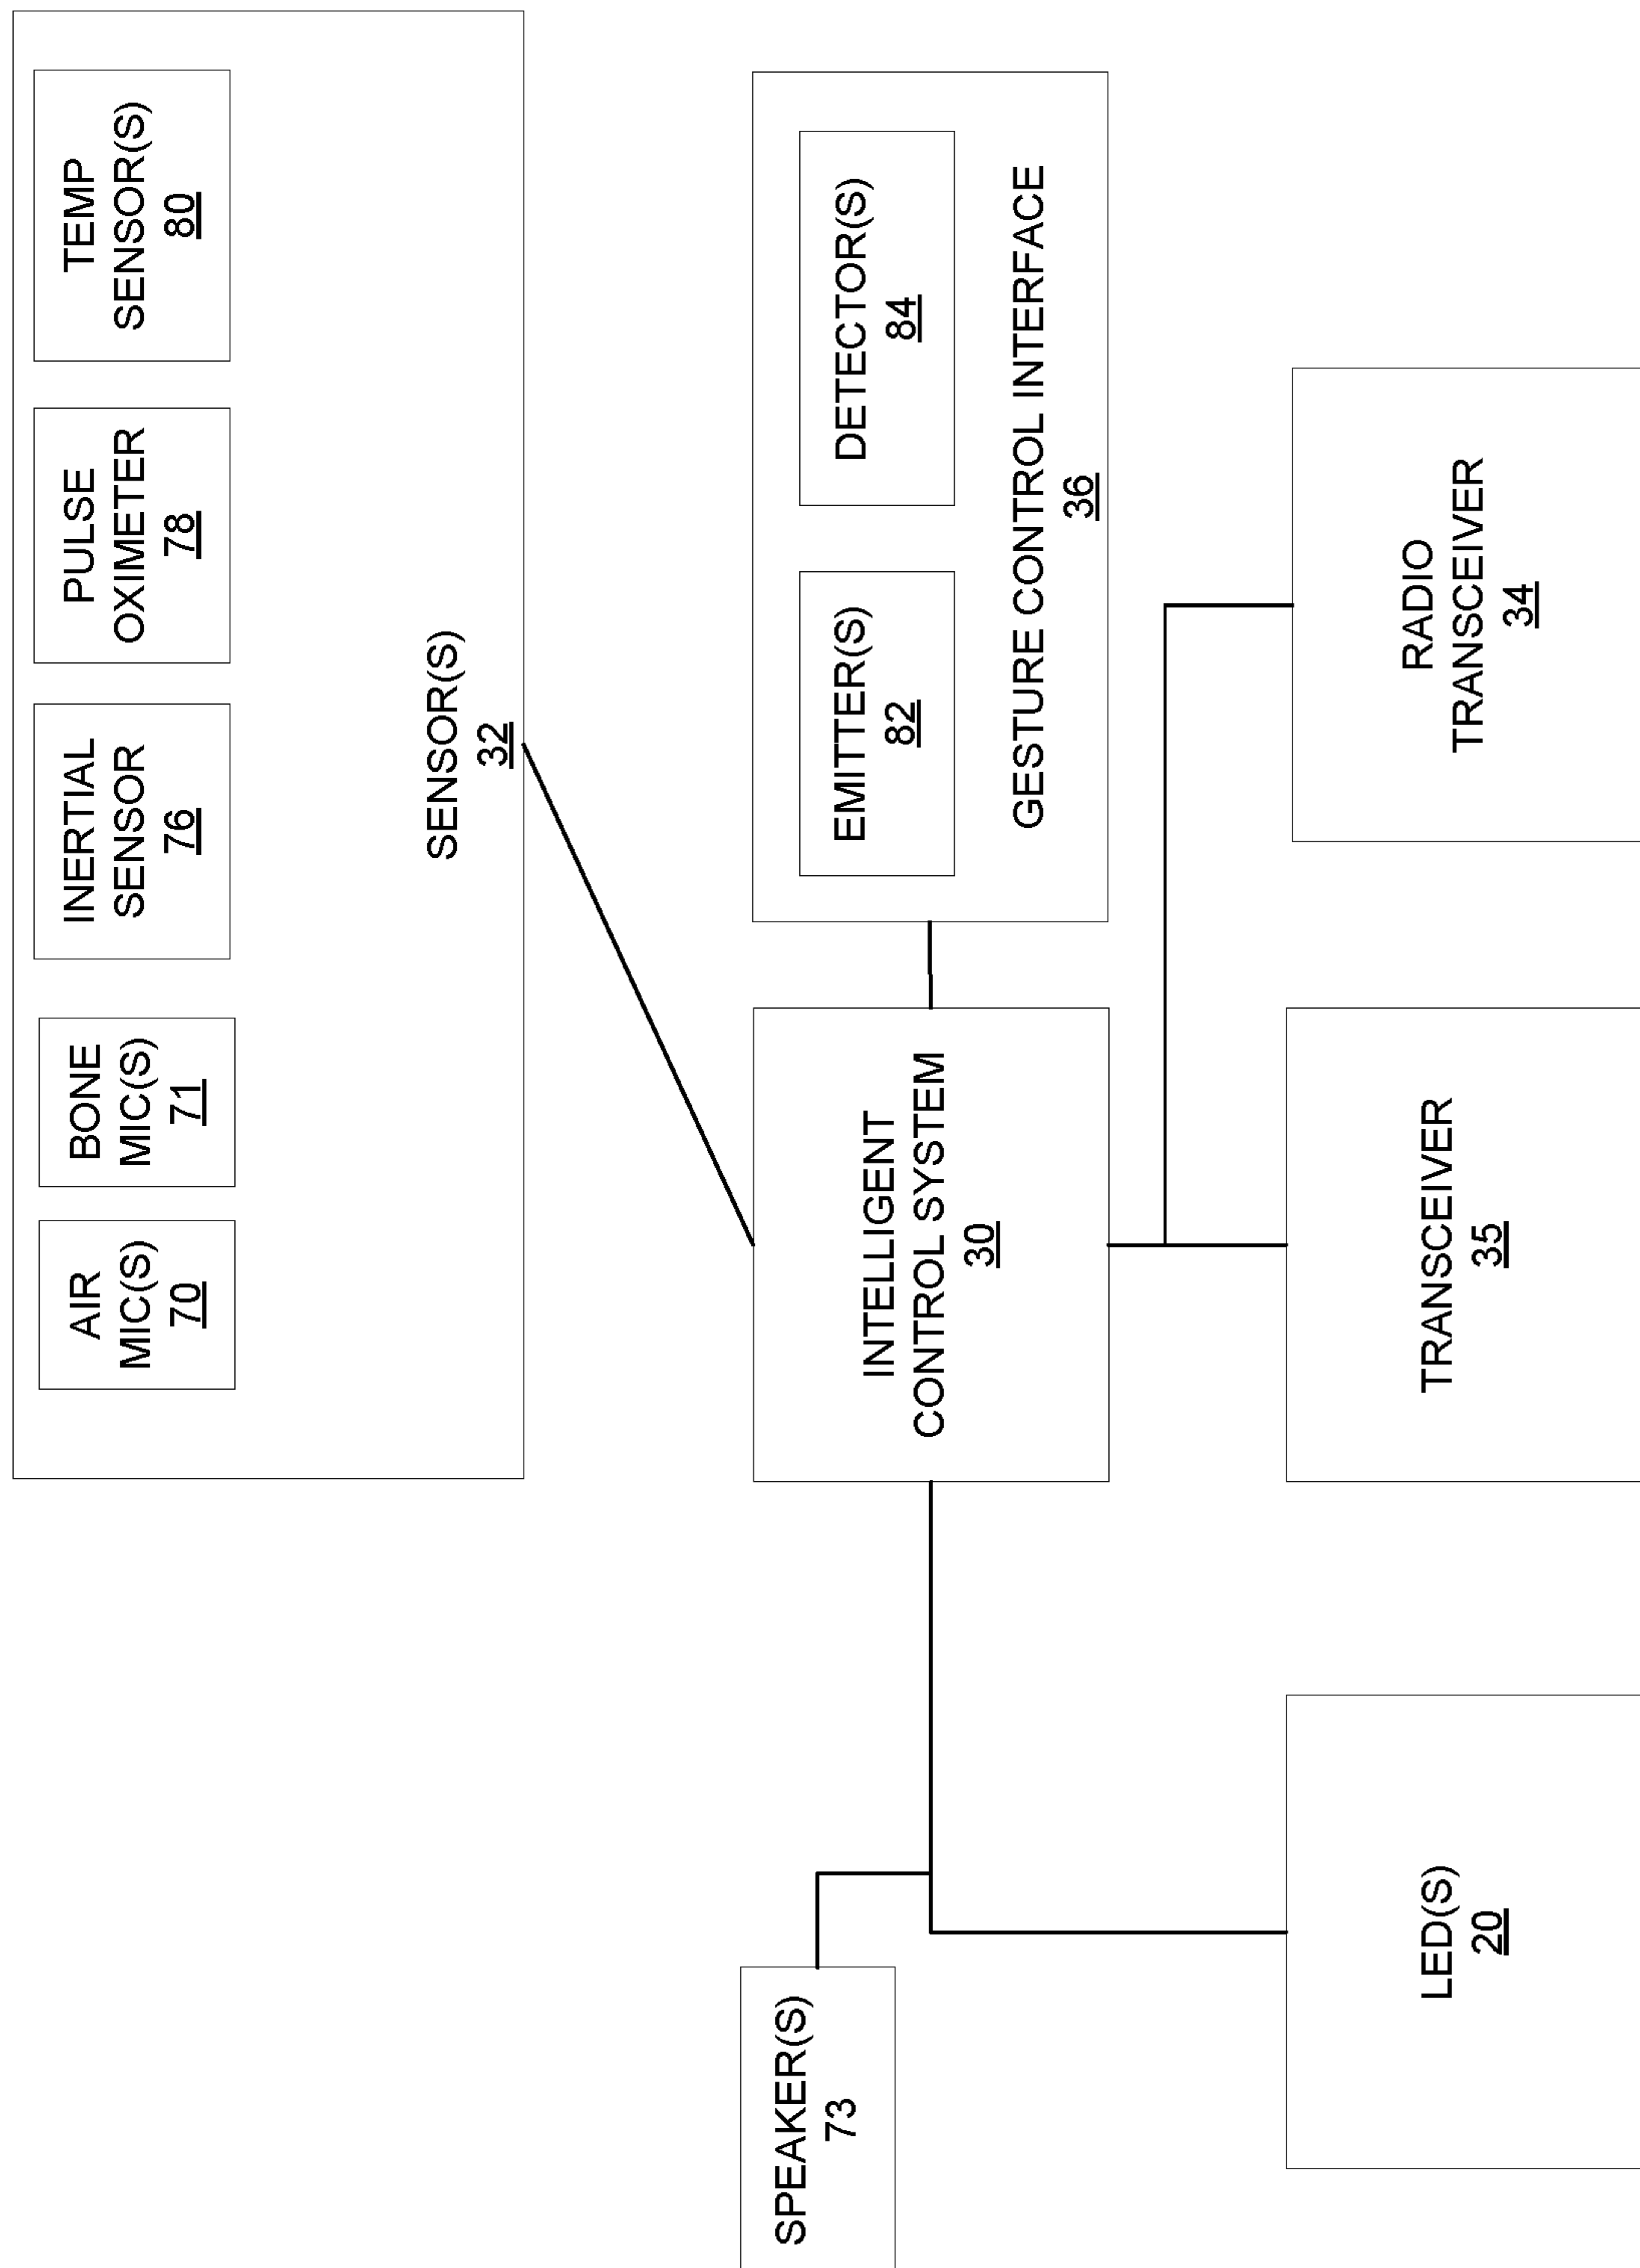 AIR
MIC(S)
70
BONE
MIC(S)
71
INERTIAL
SENSOR
76
PULSE
OXIMETER
78
TEMP
SENSOR(S)
80
SENSOR(S)
32
SPEAKER(S)
73
INTELLIGENT
CONTROL SYSTEM
30
EMITTER(S)
82
DETECTOR(S)
84
GESTURE CONTROL INTERFACE
36
LED(S)
20
TRANSCEIVER
35
RADIO
TRANSCEIVER
34